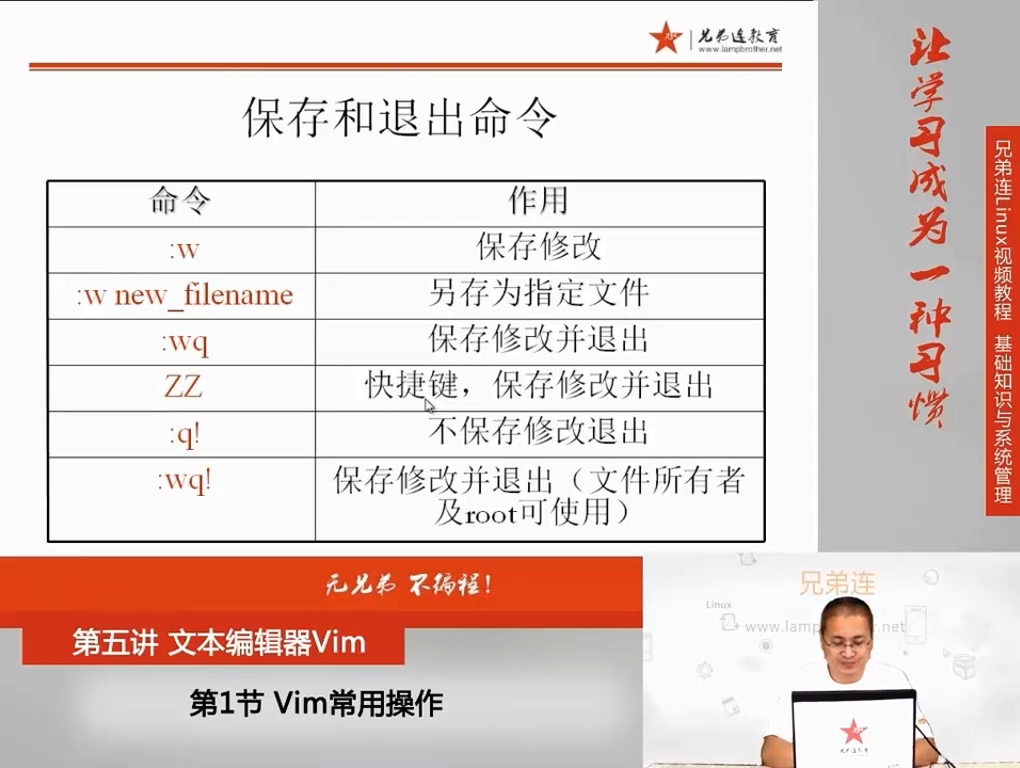 兄弟连教育
www.lampbrother.net
保存和退出命令
命令 作用
:w 保存修改
:w new_filename 另存为指定文件
:wq 保存修改并退出
ZZ 快捷键，保存修改并退出
:q! 不保存修改退出
:wq! 保存修改并退出（文件所有者
及root可使用）
让学习成为一种习惯
兄弟连Linux视频教程 基础知识与系统管理
无兄弟 不编程！
第五讲 文本编辑器Vim
第1节 Vim常用操作
兄弟连
Linux